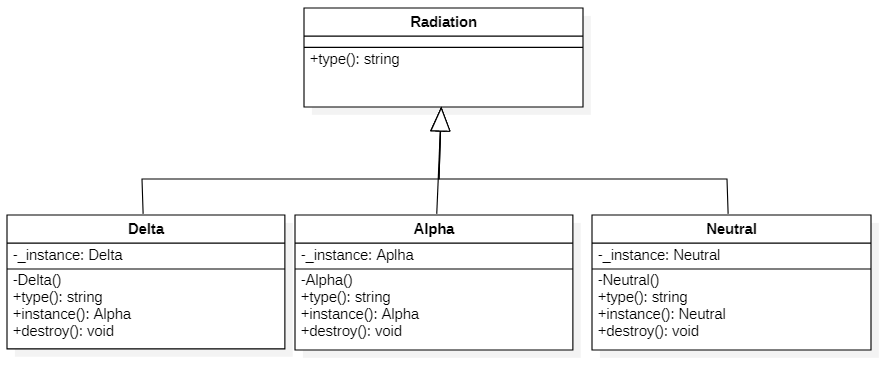 Radiation
+type(): string
Delta
-_instance: Delta
-Delta()
+type(): string
+instance(): Alpha
+destroy(): void
Alpha
-_instance: Aplha
-Alpha()
+type(): string
+instance(): Alpha
+destroy(): void
Neutral
-_instance: Neutral
-Neutral()
+type(): string
+instance(): Neutral
+destroy(): void